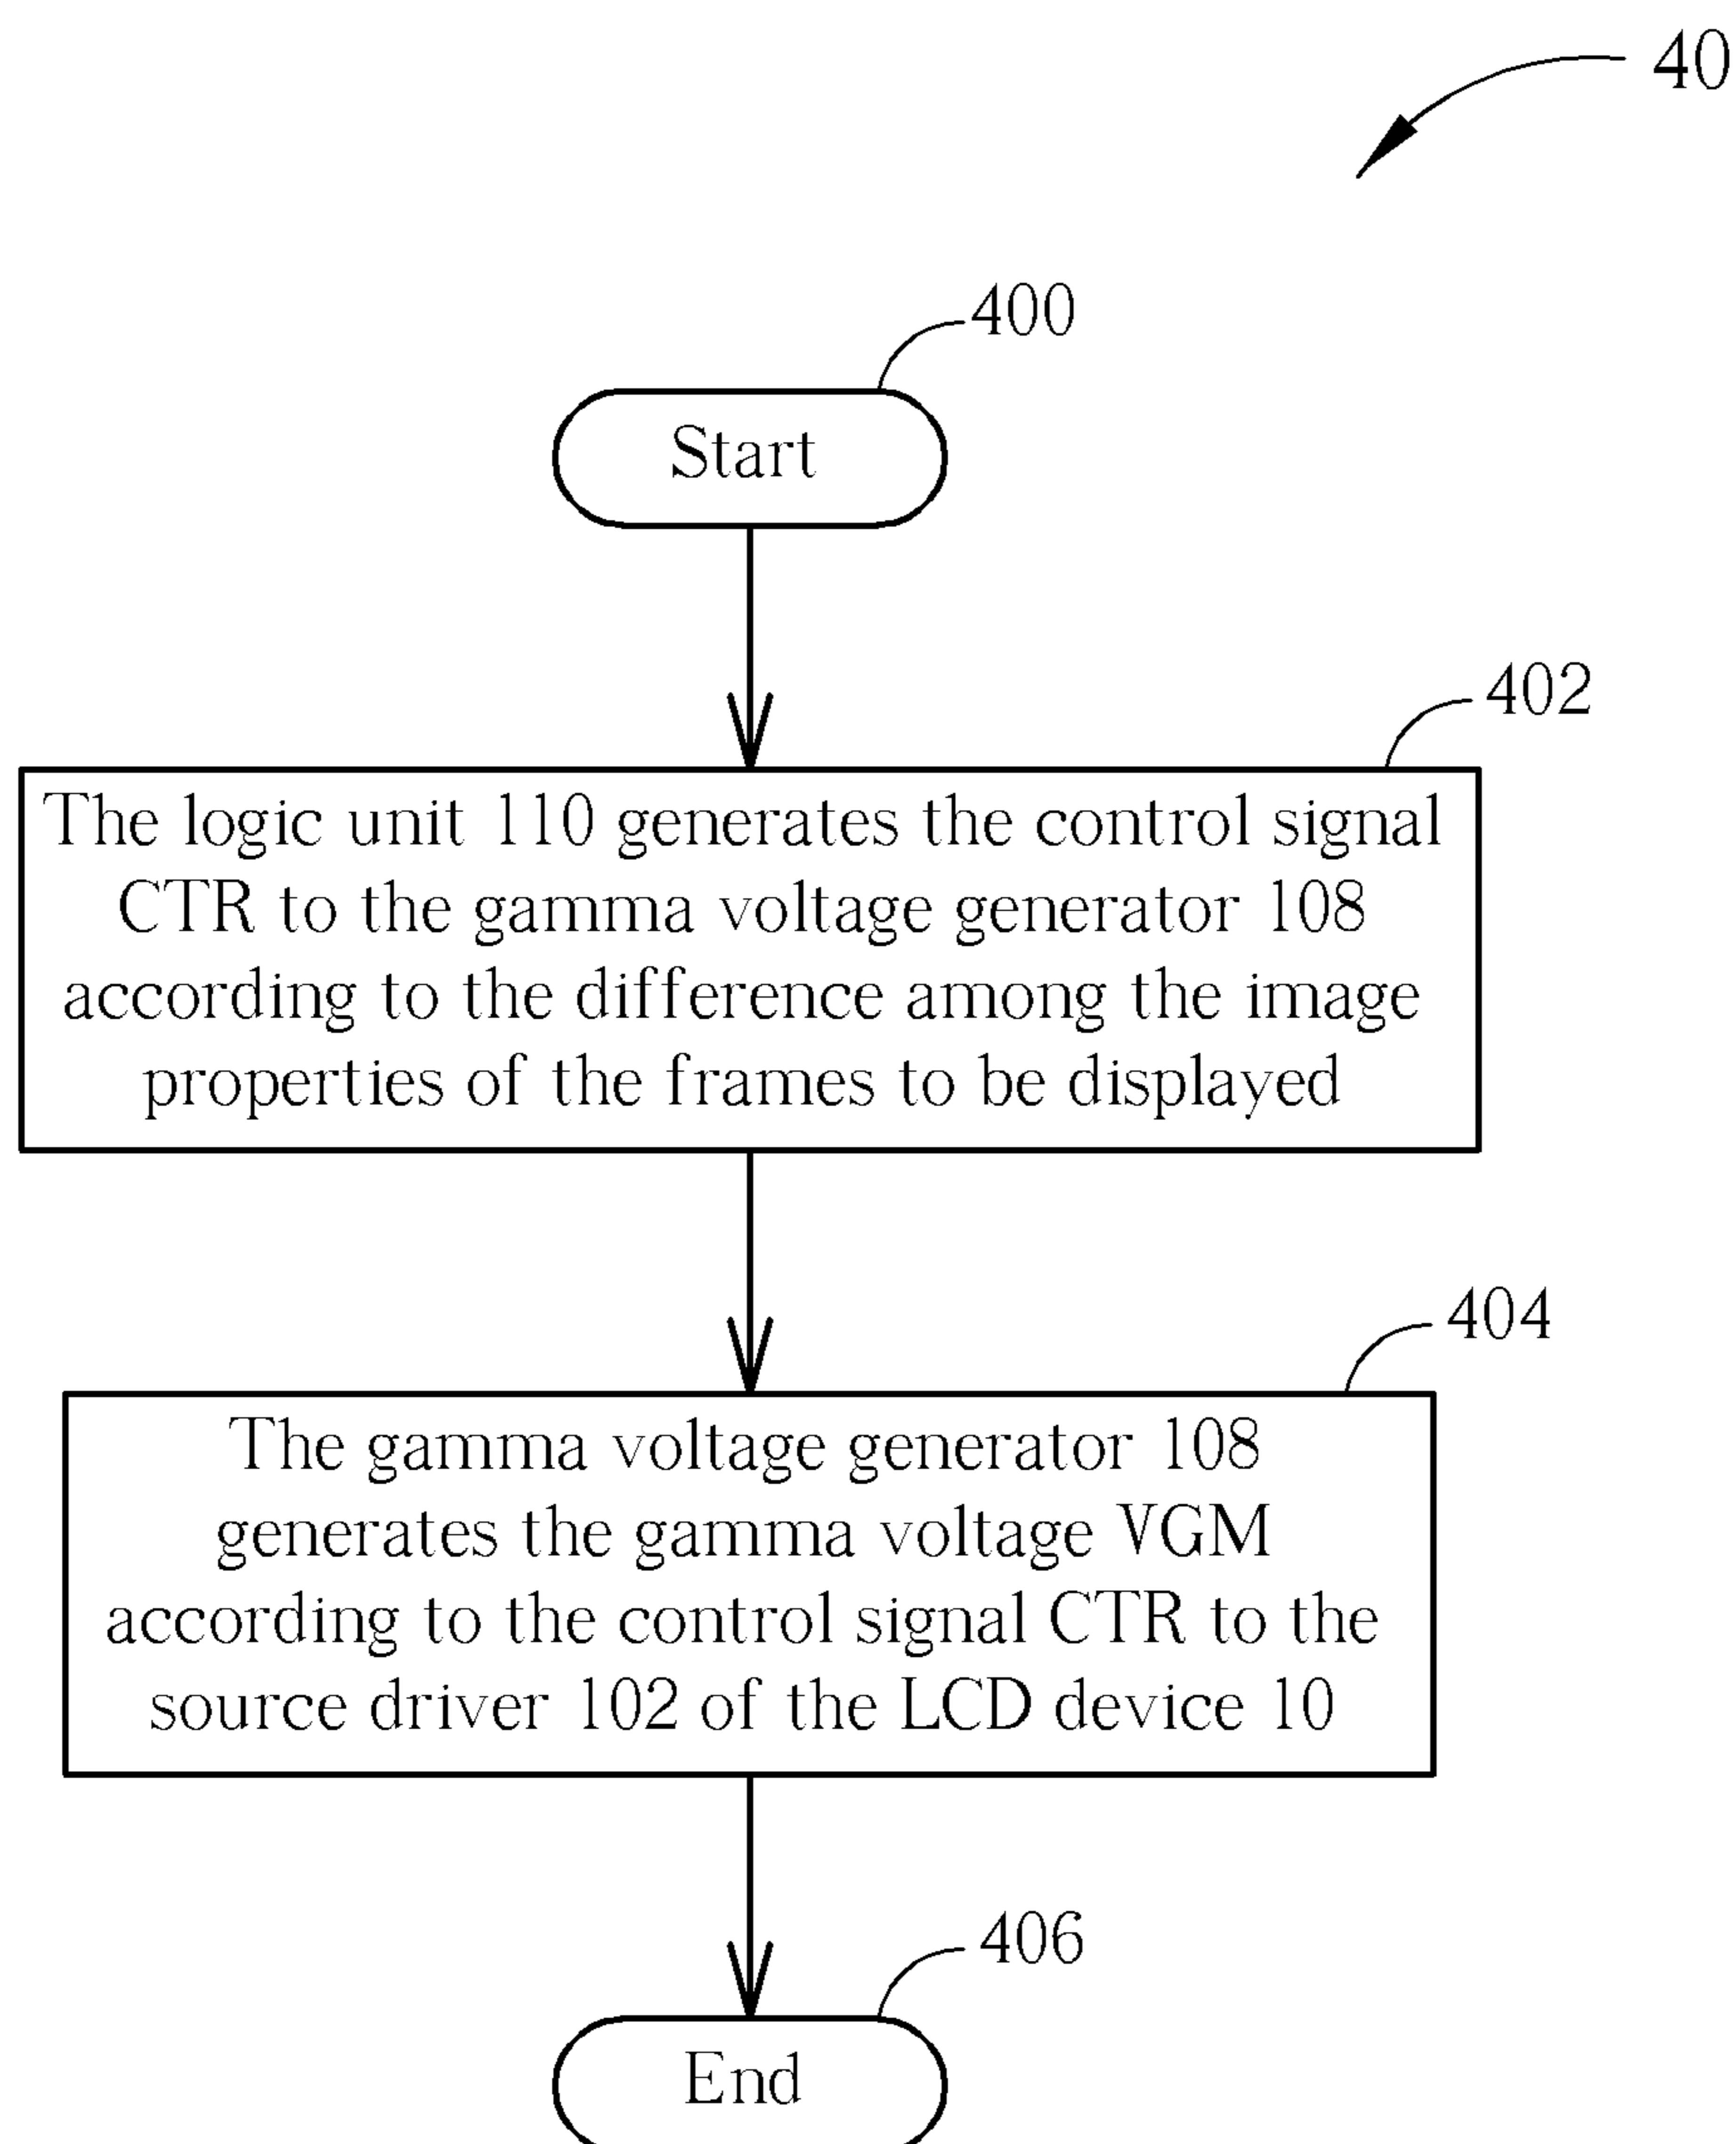 40
400
Start
402
The logic unit 110 generates the control signal
CTR to the gamma voltage generator 108
according to the difference among the image
properties of the frames to be displayed
404
The gamma voltage generator 108
generates the gamma voltage VGM
according to the control signal CTR to the
source driver 102 of the LCD device 10
406
End